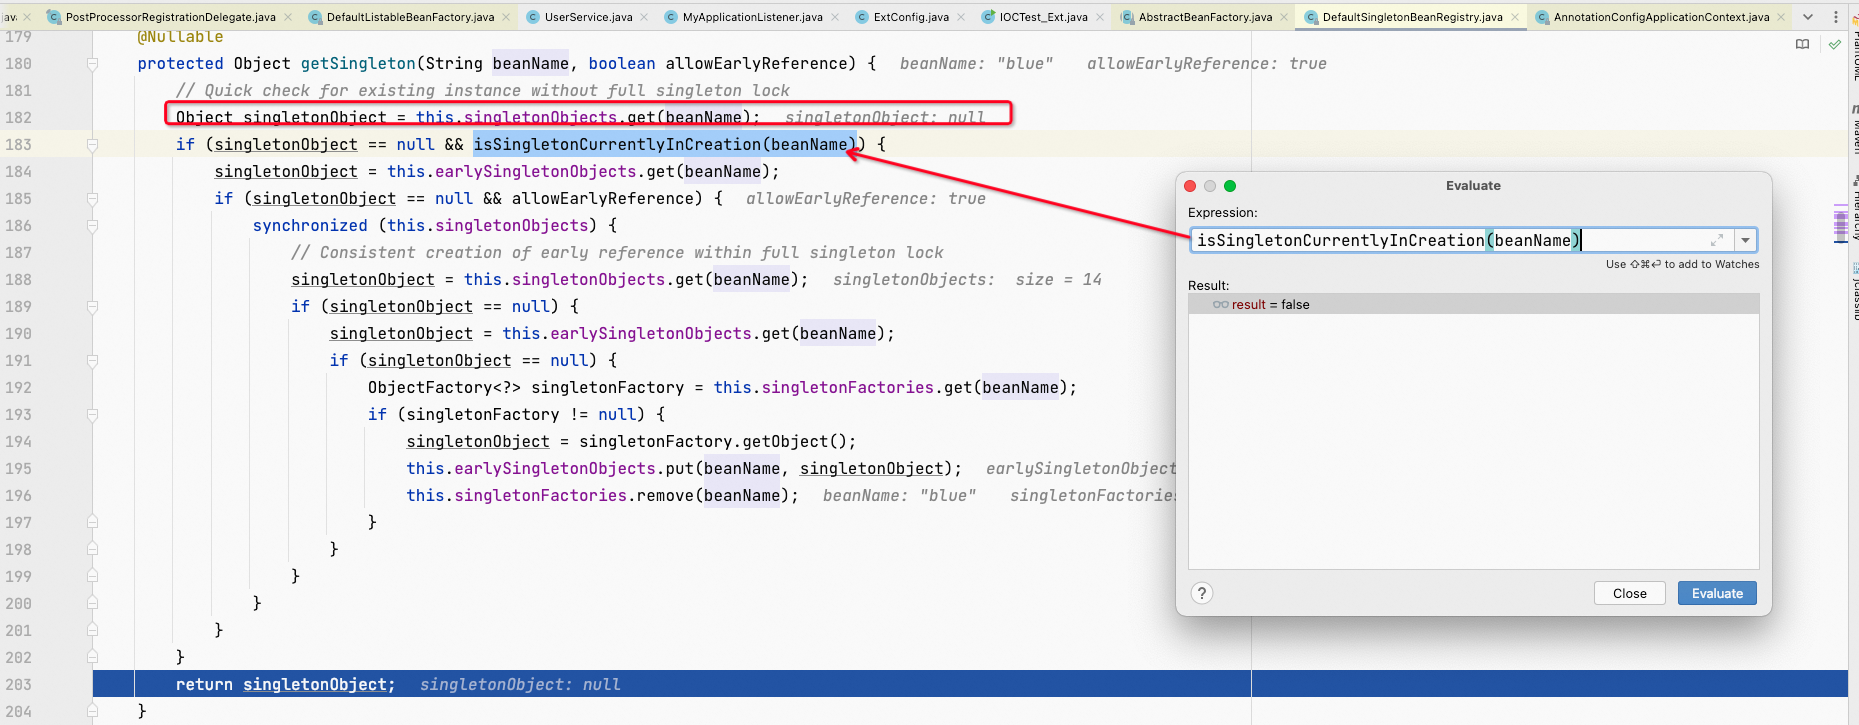 java
PostProcessorRegistrationDelegate.java
DefaultListableBeanFactory.java
UserService.java
MyApplicationListener.java
ExtConfig.java
IOCTest_Ext.java
AbstractBeanFactory.java
DefaultSingletonBeanRegistry.java
AnnotationConfigApplicationContext.java
179 @Nullable
180 protected Object getSingleton(String beanName, boolean allowEarlyReference) { beanName: "blue" allowEarlyReference: true
181 // Quick check for existing instance without full singleton lock
182 Object singletonObject = this.singletonObjects.get(beanName); singletonObject: null
183 if (singletonObject == null && isSingletonCurrentlyInCreation(beanName)) {
184 singletonObject = this.earlySingletonObjects.get(beanName);
185 if (singletonObject == null && allowEarlyReference) { allowEarlyReference: true
186 synchronized (this.singletonObjects) {
187 // Consistent creation of early reference within full singleton lock
188 singletonObject = this.singletonObjects.get(beanName); singletonObjects: size = 14
189 if (singletonObject == null) {
190 singletonObject = this.earlySingletonObjects.get(beanName);
191 if (singletonObject == null) {
192 ObjectFactory<?> singletonFactory = this.singletonFactories.get(beanName);
193 if (singletonFactory != null) {
194 singletonObject = singletonFactory.getObject();
195 this.earlySingletonObjects.put(beanName, singletonObject); earlySingletonObject
196 this.singletonFactories.remove(beanName); beanName: "blue" singletonFactories
197 }
198 }
199 }
200 }
201 }
202 }
203 return singletonObject; singletonObject: null
204 }
Evaluate
Expression:
isSingletonCurrentlyInCreation(beanName)
Use ⇧⌘⏎ to add to Watches
Result:
result = false
?
Close
Evaluate
PlantUML
Maven
Hierarchy
jclasslib